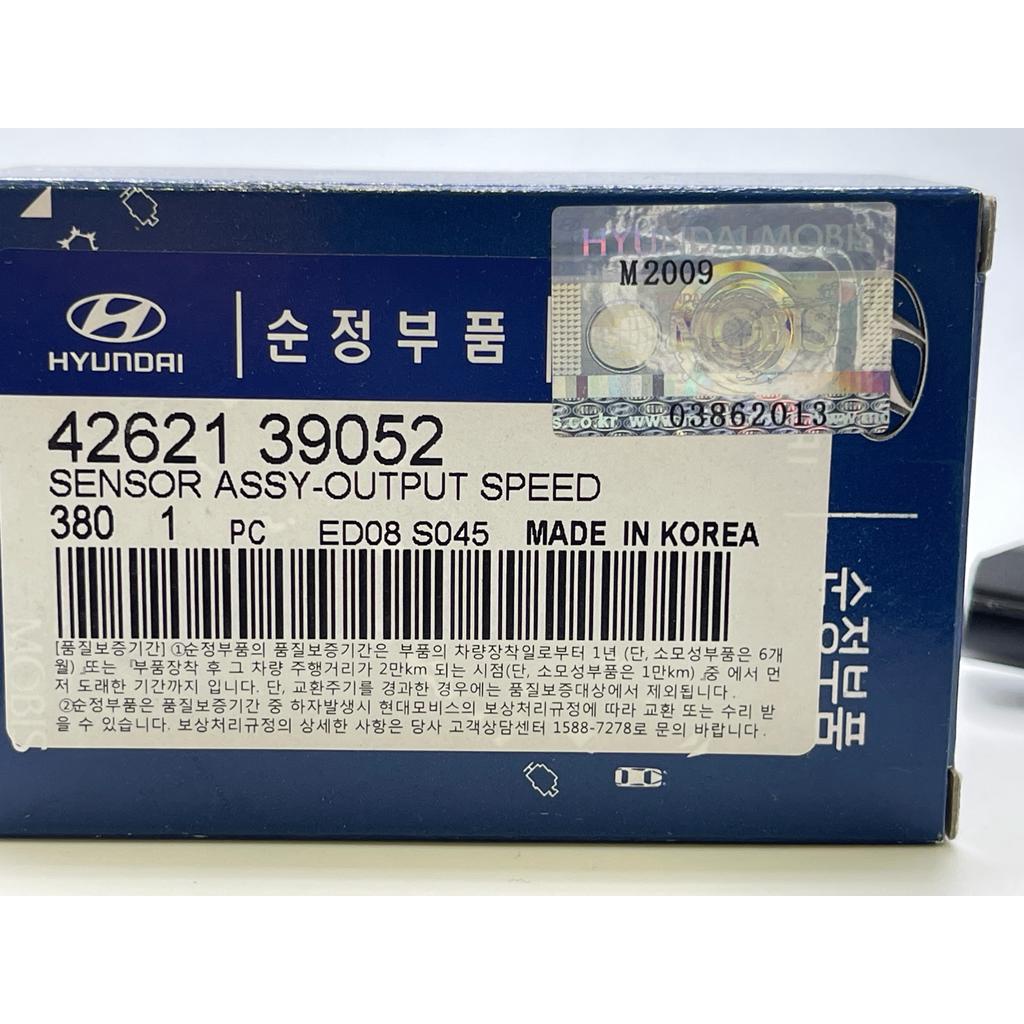 HYUNDAI MOBIS
M2009
MOBIS
HYUNDAI
순정부품
03862013
42621 39052
SENSOR ASSY-OUTPUT SPEED
380 1 PC ED08 S045 MADE IN KOREA
[품질보증기간] ①순정부품의 품질보증기간은 부품의 차량장착일로부터 1년 (단, 소모성부품은 6개
월) 또는 『부품장착 후 그 차량 주행거리가 2만km 되는 시점(단, 소모성부품은 1만km) 중 에서 먼
저 도래한 기간까지 입니다. 단, 교환주기를 경과한 경우에는 품질보증대상에서 제외됩니다.
②순정부품은 품질보증기간 중 하자발생시 현대모비스의 보상처리규정에 따라 교환 또는 수리 받
을 수 있습니다. 보상처리규정의 상세한 사항은 당사 고객상담센터 1588-7278로 문의 바랍니다.
순정부품
MOBIS